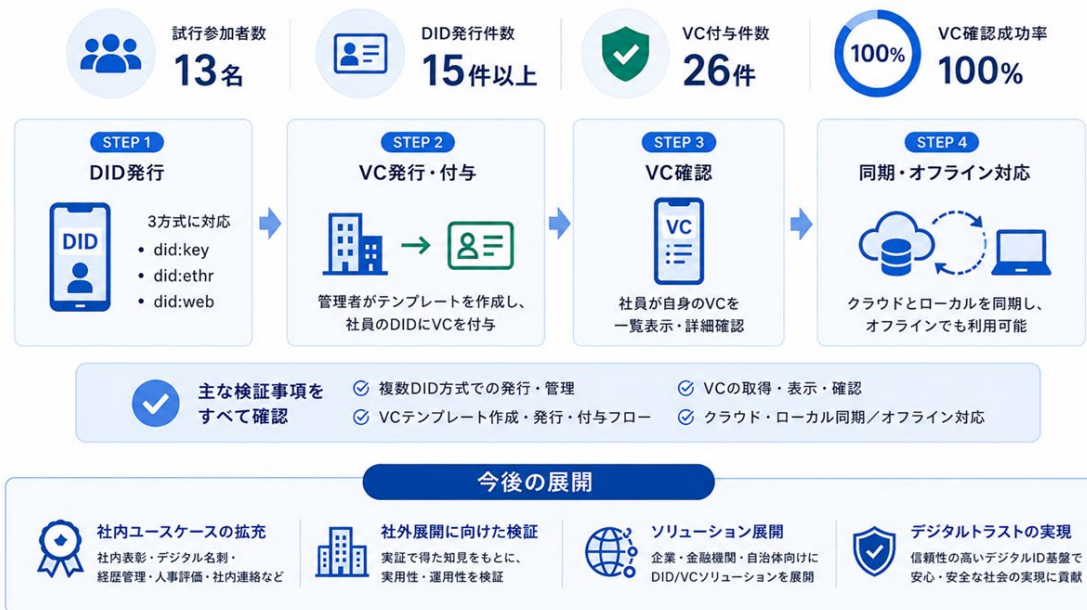 試行参加者数
13名
DID発行件数
15件以上
VC付与件数
26件
100%
VC確認成功率
100%
STEP 1
DID発行
DID
3方式に対応
• did:key
• did:ethr
• did:web
STEP 2
VC発行・付与
管理者がテンプレートを作成し、
社員のDIDにVCを付与
STEP 3
VC確認
VC
社員が自身のVCを
一覧表示・詳細確認
STEP 4
同期・オフライン対応
クラウドとローカルを同期し、
オフラインでも利用可能
主な検証事項を
すべて確認
複数DID方式での発行・管理
VCテンプレート作成・発行・付与フロー
VCの取得・表示・確認
クラウド・ローカル同期／オフライン対応
今後の展開
社内ユースケースの拡充
社内表彰・デジタル名刺・
経歴管理・人事評価・社内連絡など
社外展開に向けた検証
実証で得た知見をもとに、
実用性・運用性を検証
ソリューション展開
企業・金融機関・自治体向けに
DID/VCソリューションを展開
デジタルトラストの実現
信頼性の高いデジタルID基盤で
安心・安全な社会の実現に貢献